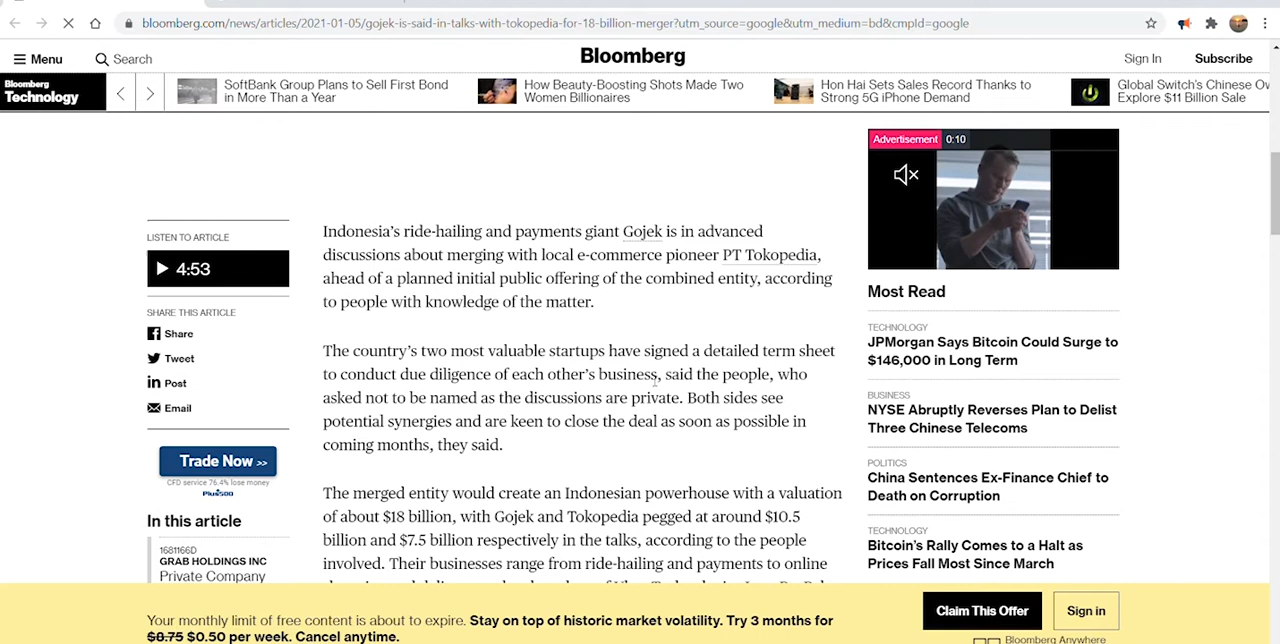 bloomberg.com/news/articles/2021-01-05/gojek-is-said-in-talks-with-tokopedia-for-18-billion-merger?utm_source=google&utm_medium=bd&cmpId=google
Menu
Search
Bloomberg
Sign In
Subscribe
Bloomberg
Technology
SoftBank Group Plans to Sell First Bond
in More Than a Year
How Beauty-Boosting Shots Made Two
Women Billionaires
Hon Hai Sets Sales Record Thanks to
Strong 5G iPhone Demand
Global Switch's Chinese Ow
Explore $11 Billion Sale
Advertisement 0:10
LISTEN TO ARTICLE
4:53
SHARE THIS ARTICLE
Share
Tweet
Post
Email
Trade Now >>
CFD service 76.4% lose money
Plus500
In this article
1681166D
GRAB HOLDINGS INC
Private Company
Indonesia's ride-hailing and payments giant Gojek is in advanced
discussions about merging with local e-commerce pioneer PT Tokopedia,
ahead of a planned initial public offering of the combined entity, according
to people with knowledge of the matter.
The country's two most valuable startups have signed a detailed term sheet
to conduct due diligence of each other's business, said the people, who
asked not to be named as the discussions are private. Both sides see
potential synergies and are keen to close the deal as soon as possible in
coming months, they said.
The merged entity would create an Indonesian powerhouse with a valuation
of about $18 billion, with Gojek and Tokopedia pegged at around $10.5
billion and $7.5 billion respectively in the talks, according to the people
involved. Their businesses range from ride-hailing and payments to online
Most Read
TECHNOLOGY
JPMorgan Says Bitcoin Could Surge to
$146,000 in Long Term
BUSINESS
NYSE Abruptly Reverses Plan to Delist
Three Chinese Telecoms
POLITICS
China Sentences Ex-Finance Chief to
Death on Corruption
TECHNOLOGY
Bitcoin's Rally Comes to a Halt as
Prices Fall Most Since March
Your monthly limit of free content is about to expire. Stay on top of historic market volatility. Try 3 months for
$8.75 $0.50 per week. Cancel anytime.
Claim This Offer
Sign in
Bloomberg Anywhere